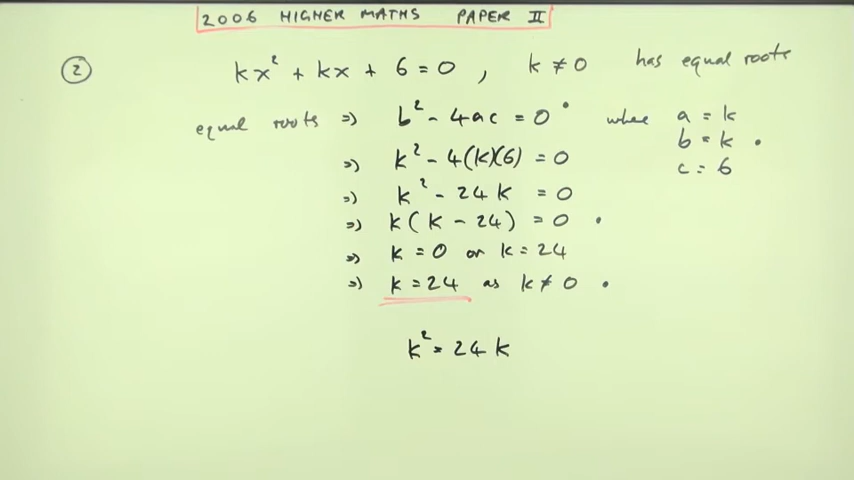 2006 HIGHER MATHS PAPER II
② kx² + kx + 6 = 0 , k ≠ 0 has equal roots
equal roots => b² - 4ac = 0 • where a = k
b = k •
=> k² - 4(k)(6) = 0 c = 6
=> k² - 24k = 0
=> k(k - 24) = 0 •
=> k = 0 or k = 24
=> k = 24 as k ≠ 0 •
k² = 24k